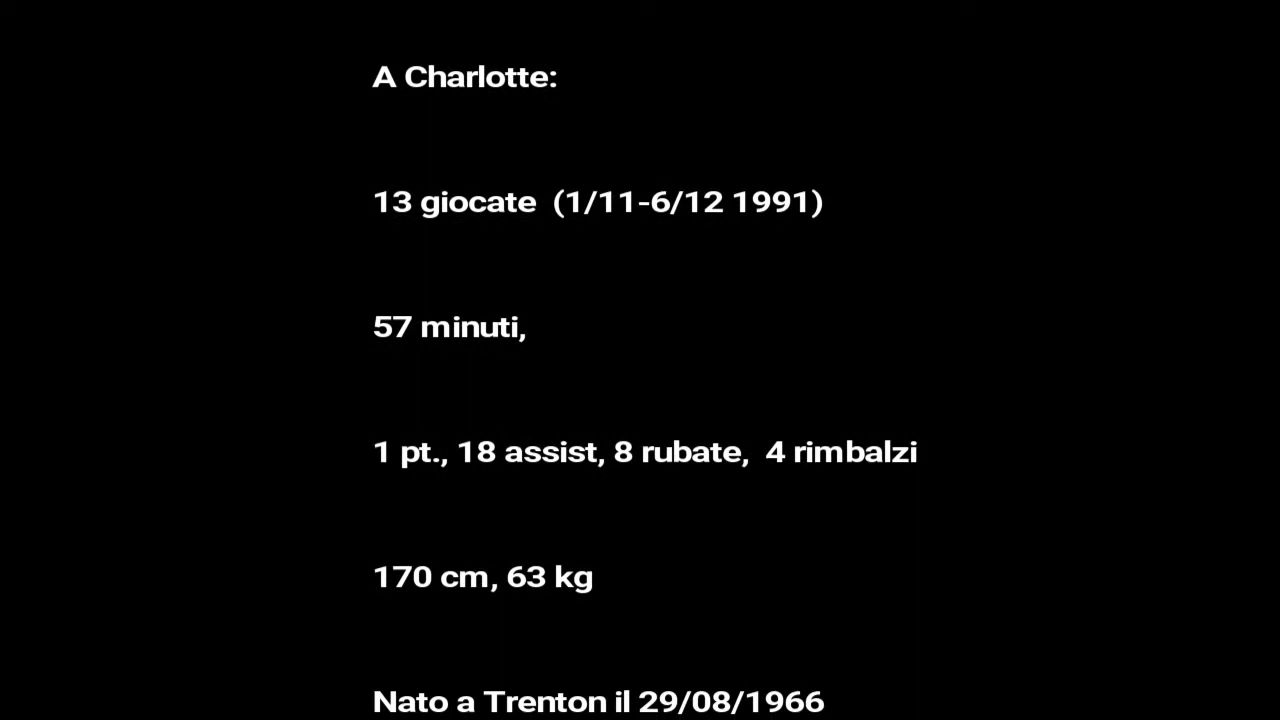 A Charlotte:
13 giocate  (1/11-6/12 1991)
57 minuti,
1 pt., 18 assist, 8 rubate,  4 rimbalzi
170 cm, 63 kg
Nato a Trenton il 29/08/1966